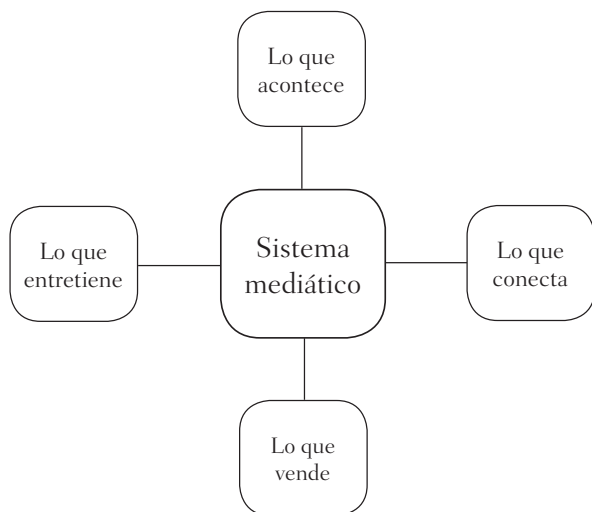 Lo que
acontece
Lo que
entretiene
Sistema
mediático
Lo que
conecta
Lo que
vende